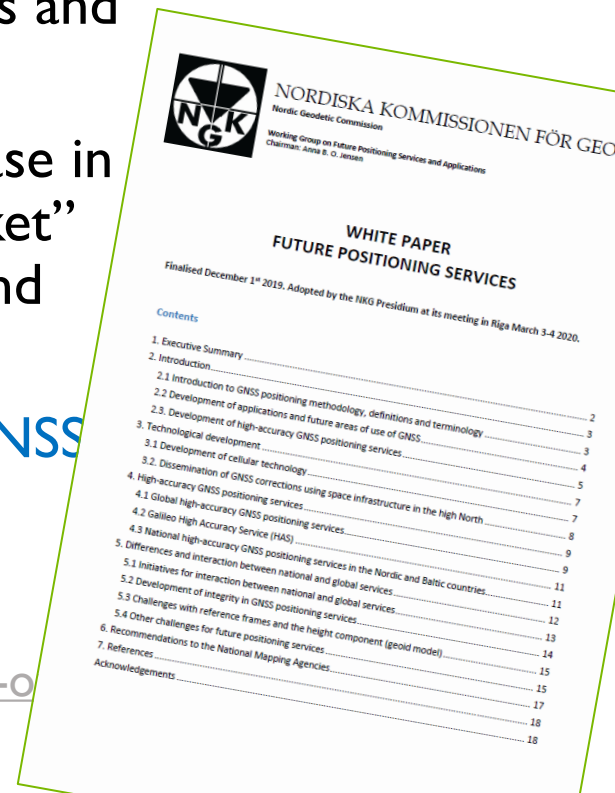 s and
se in
ket”
nd
NSS
-o
NKG
NORDISKA KOMMISSIONEN FÖR GEO
Nordic Geodetic Commission
Working Group on Future Positioning Services and Applications
Chairman: Anna B. O. Jensen
WHITE PAPER
FUTURE POSITIONING SERVICES
Finalised December 1st 2019. Adopted by the NKG Presidium at its meeting in Riga March 3-4 2020.
Contents
1. Executive Summary 2
2. Introduction 3
2.1 Introduction to GNSS positioning methodology, definitions and terminology 3
2.2 Development of applications and future areas of use of GNSS 4
2.3. Development of high-accuracy GNSS positioning services 5
3. Technological development 7
3.1 Development of cellular technology 7
3.2. Dissemination of GNSS corrections using space infrastructure in the high North 8
4. High-accuracy GNSS positioning services 9
4.1 Global high-accuracy GNSS positioning services 9
4.2 Galileo High Accuracy Service (HAS) 11
4.3 National high-accuracy GNSS positioning services in the Nordic and Baltic countries 11
5. Differences and interaction between national and global services 12
5.1 Initiatives for interaction between national and global services 13
5.2 Development of integrity in GNSS positioning services 14
5.3 Challenges with reference frames and the height component (geoid model) 15
5.4 Other challenges for future positioning services 15
6. Recommendations to the National Mapping Agencies 17
7. References 18
Acknowledgements 18